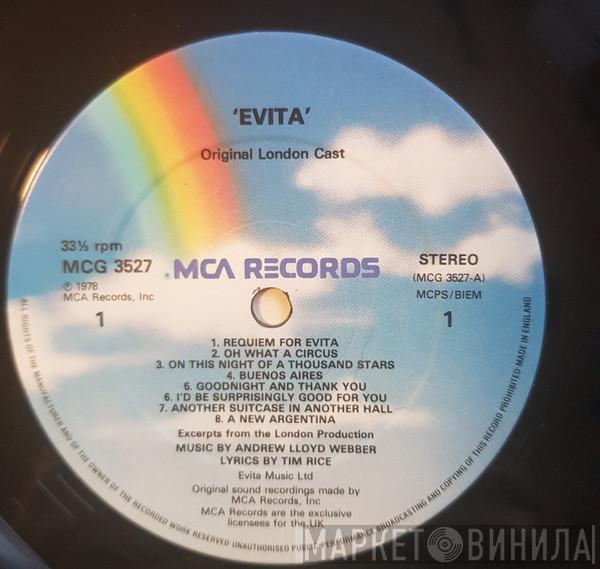 'EVITA'
Original London Cast
33⅓ rpm
MCG 3527
℗ 1978
MCA Records, Inc
1
MCA RECORDS
STEREO
(MCG 3527-A)
MCPS/BIEM
1
1. REQUIEM FOR EVITA
2. OH WHAT A CIRCUS
3. ON THIS NIGHT OF A THOUSAND STARS
4. BUENOS AIRES
5. GOODNIGHT AND THANK YOU
6. I'D BE SURPRISINGLY GOOD FOR YOU
7. ANOTHER SUITCASE IN ANOTHER HALL
8. A NEW ARGENTINA
Excerpts from the London Production
MUSIC BY ANDREW LLOYD WEBBER
LYRICS BY TIM RICE
Evita Music Ltd
Original sound recordings made by
MCA Records, Inc
MCA Records are the exclusive
licensees for the UK
ALL RIGHTS OF THE MANUFACTURER AND OF THE OWNER OF THE RECORDED WORK RESERVED UNAUTHORISED PUBLIC PERFORMANCE BROADCASTING AND COPYING OF THIS RECORD PROHIBITED MADE IN ENGLAND
МАРКЕТ ВИНИЛА